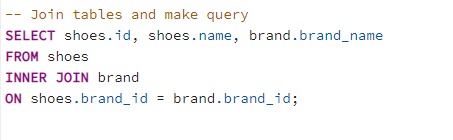 -- Join tables and make query
SELECT shoes.id, shoes.name, brand.brand_name
FROM shoes
INNER JOIN brand
ON shoes.brand_id = brand.brand_id;